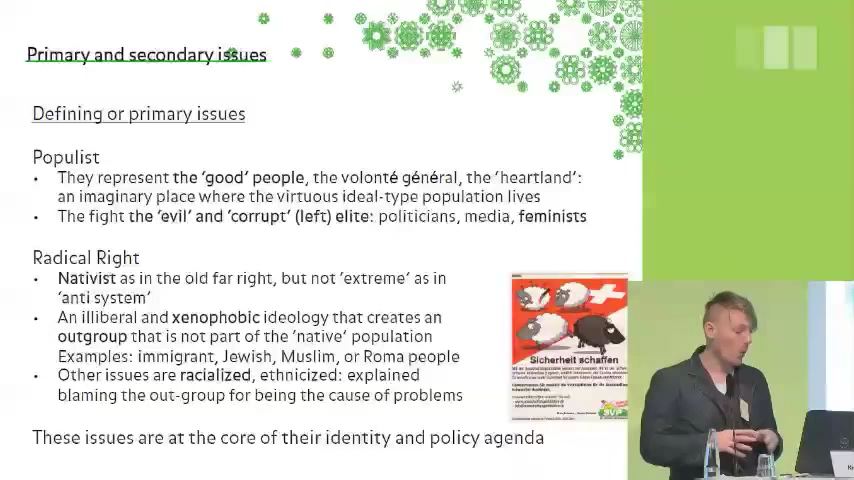 Primary and secondary issues
Defining or primary issues
Populist
• They represent the 'good' people, the volonté général, the 'heartland':
an imaginary place where the virtuous ideal-type population lives
• The fight the 'evil' and 'corrupt' (left) elite: politicians, media, feminists
Radical Right
• Nativist as in the old far right, but not 'extreme' as in
'anti system'
• An illiberal and xenophobic ideology that creates an
outgroup that is not part of the 'native' population
Examples: immigrant, Jewish, Muslim, or Roma people
• Other issues are racialized, ethnicized: explained
blaming the out-group for being the cause of problems
These issues are at the core of their identity and policy agenda
Sicherheit schaffen
SVP